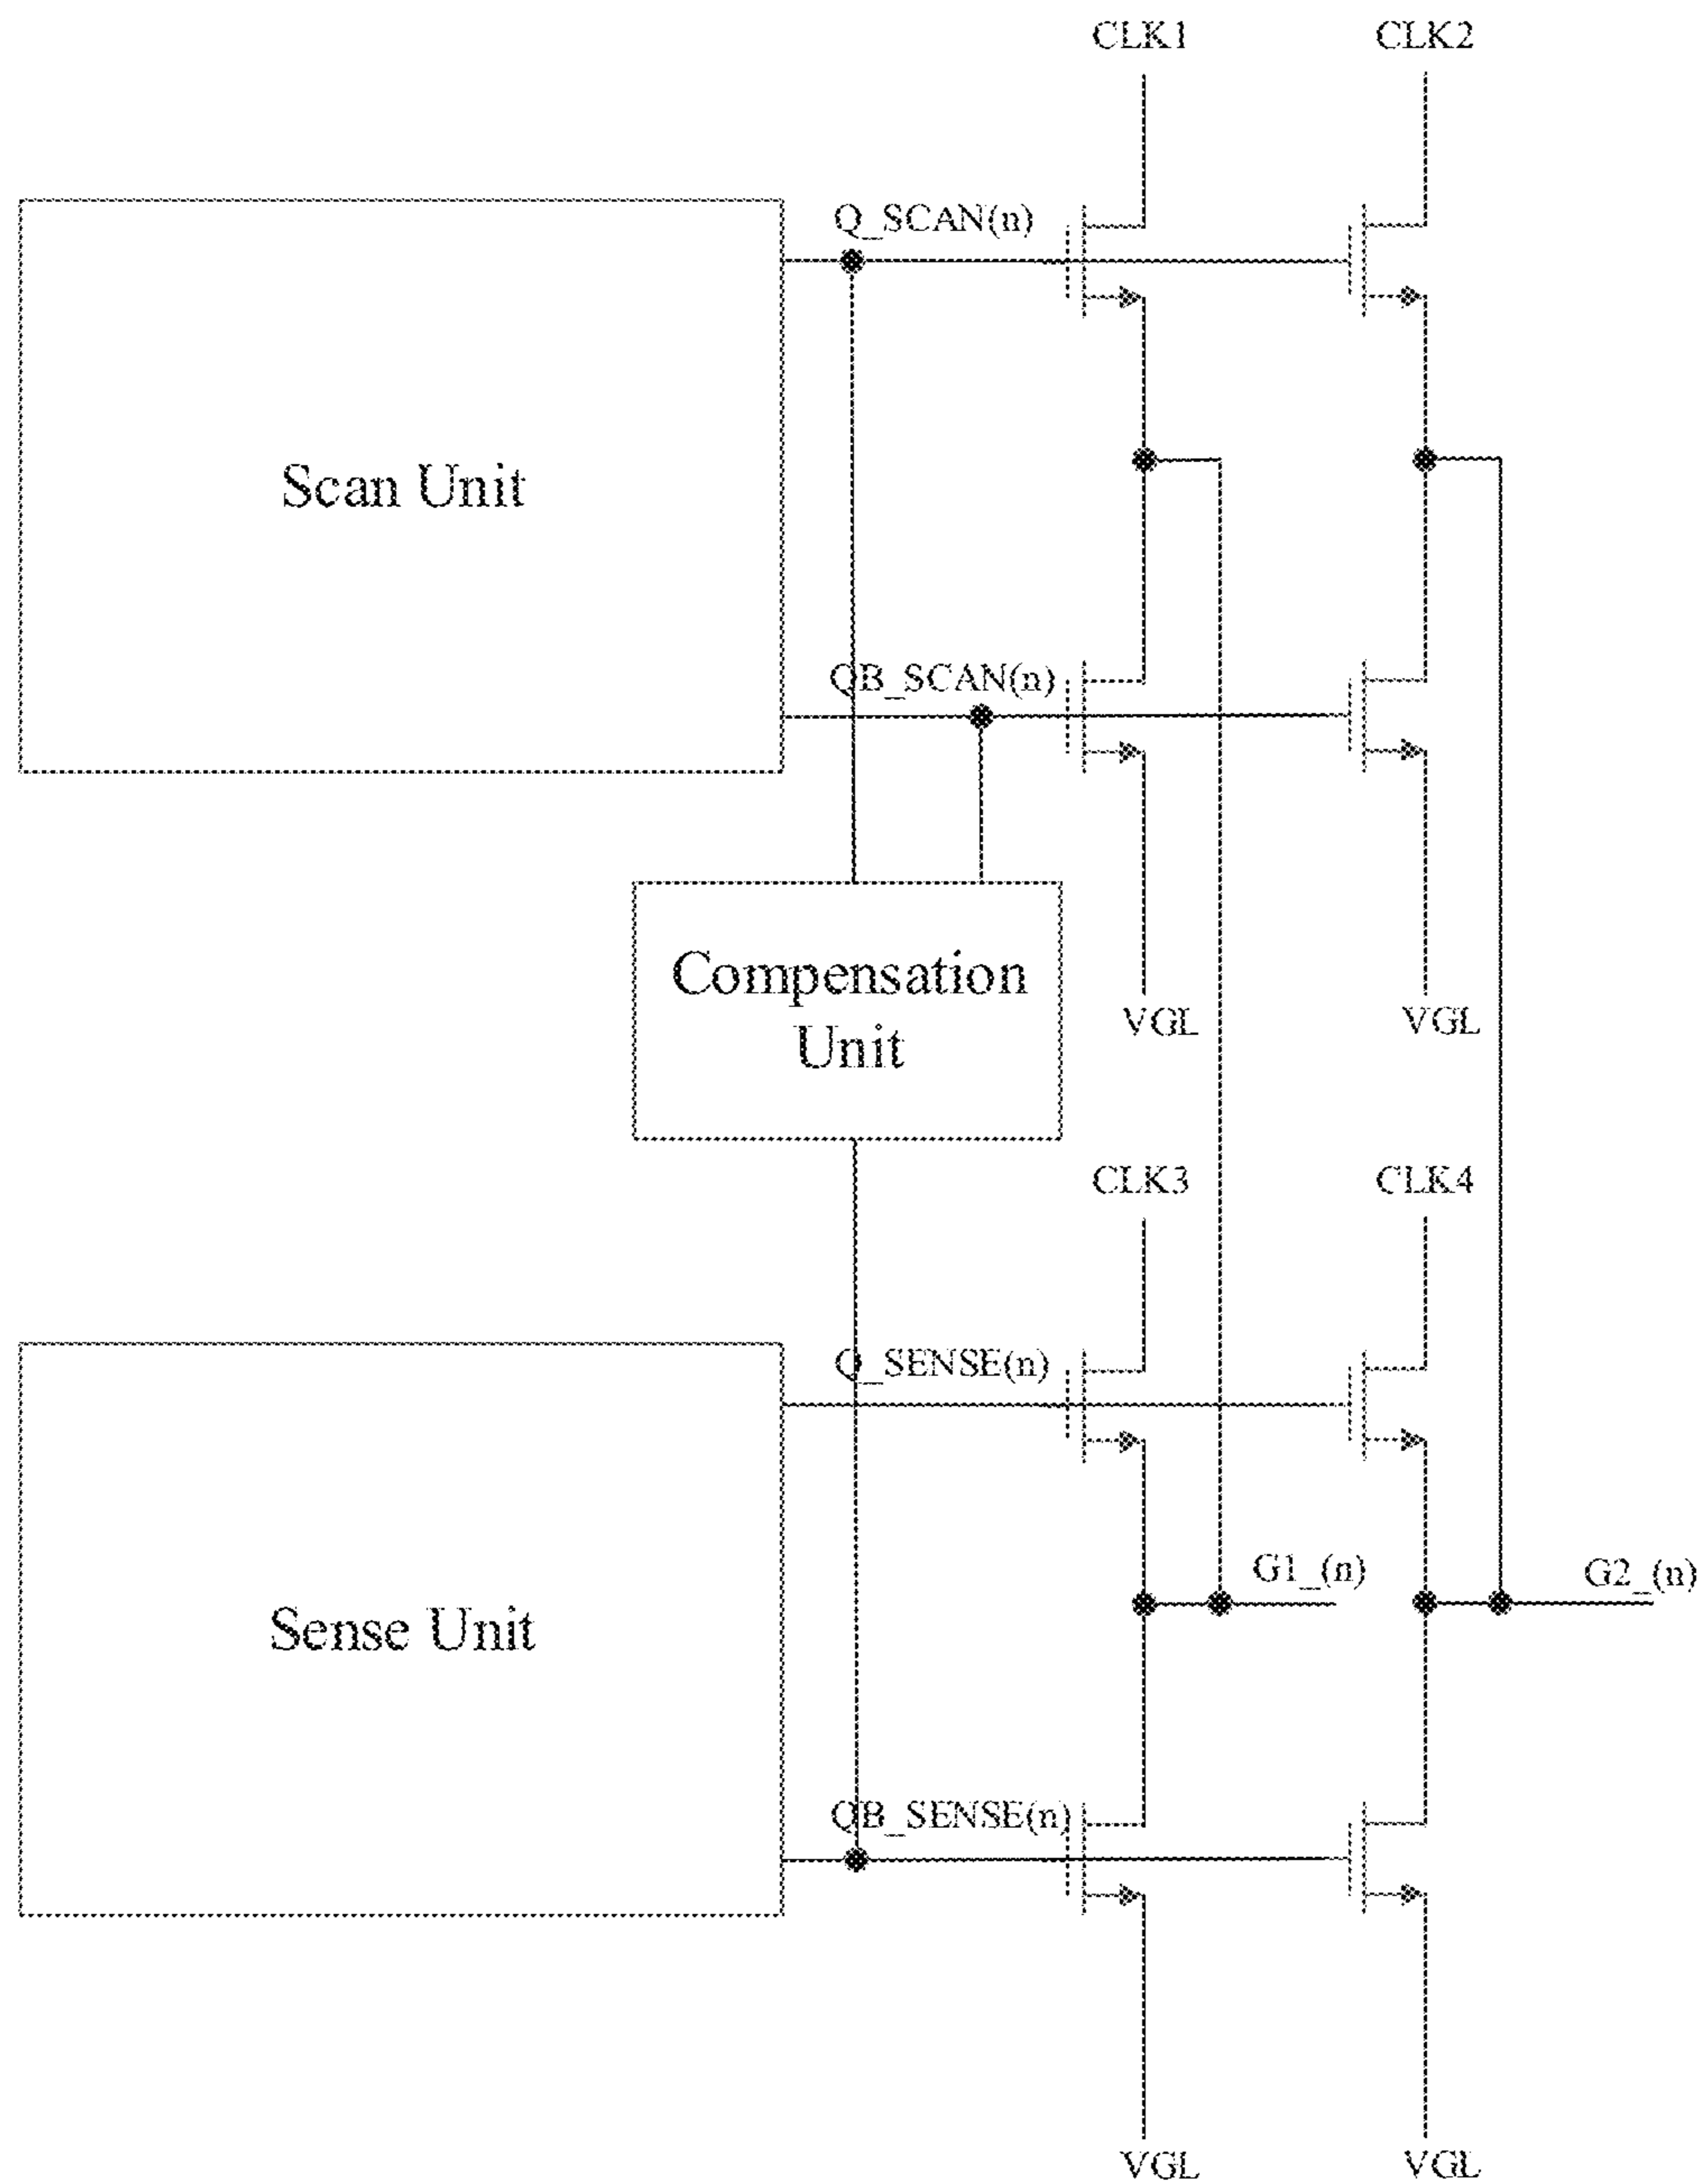 CLK1 CLK2
Q_SCAN(n)
Scan Unit
QB_SCAN(n)
Compensation
Unit
VGL VGL
CLK3 CLK4
Q_SENSE(n)
G1_(n) G2_(n)
Sense Unit
QB_SENSE(n)
VGL VGL